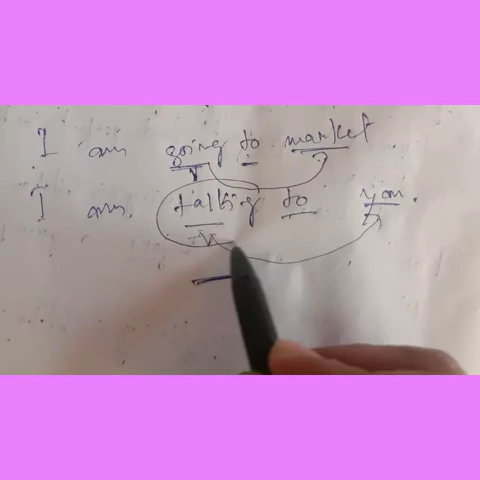 I am going to market
I am. talking to you.
V